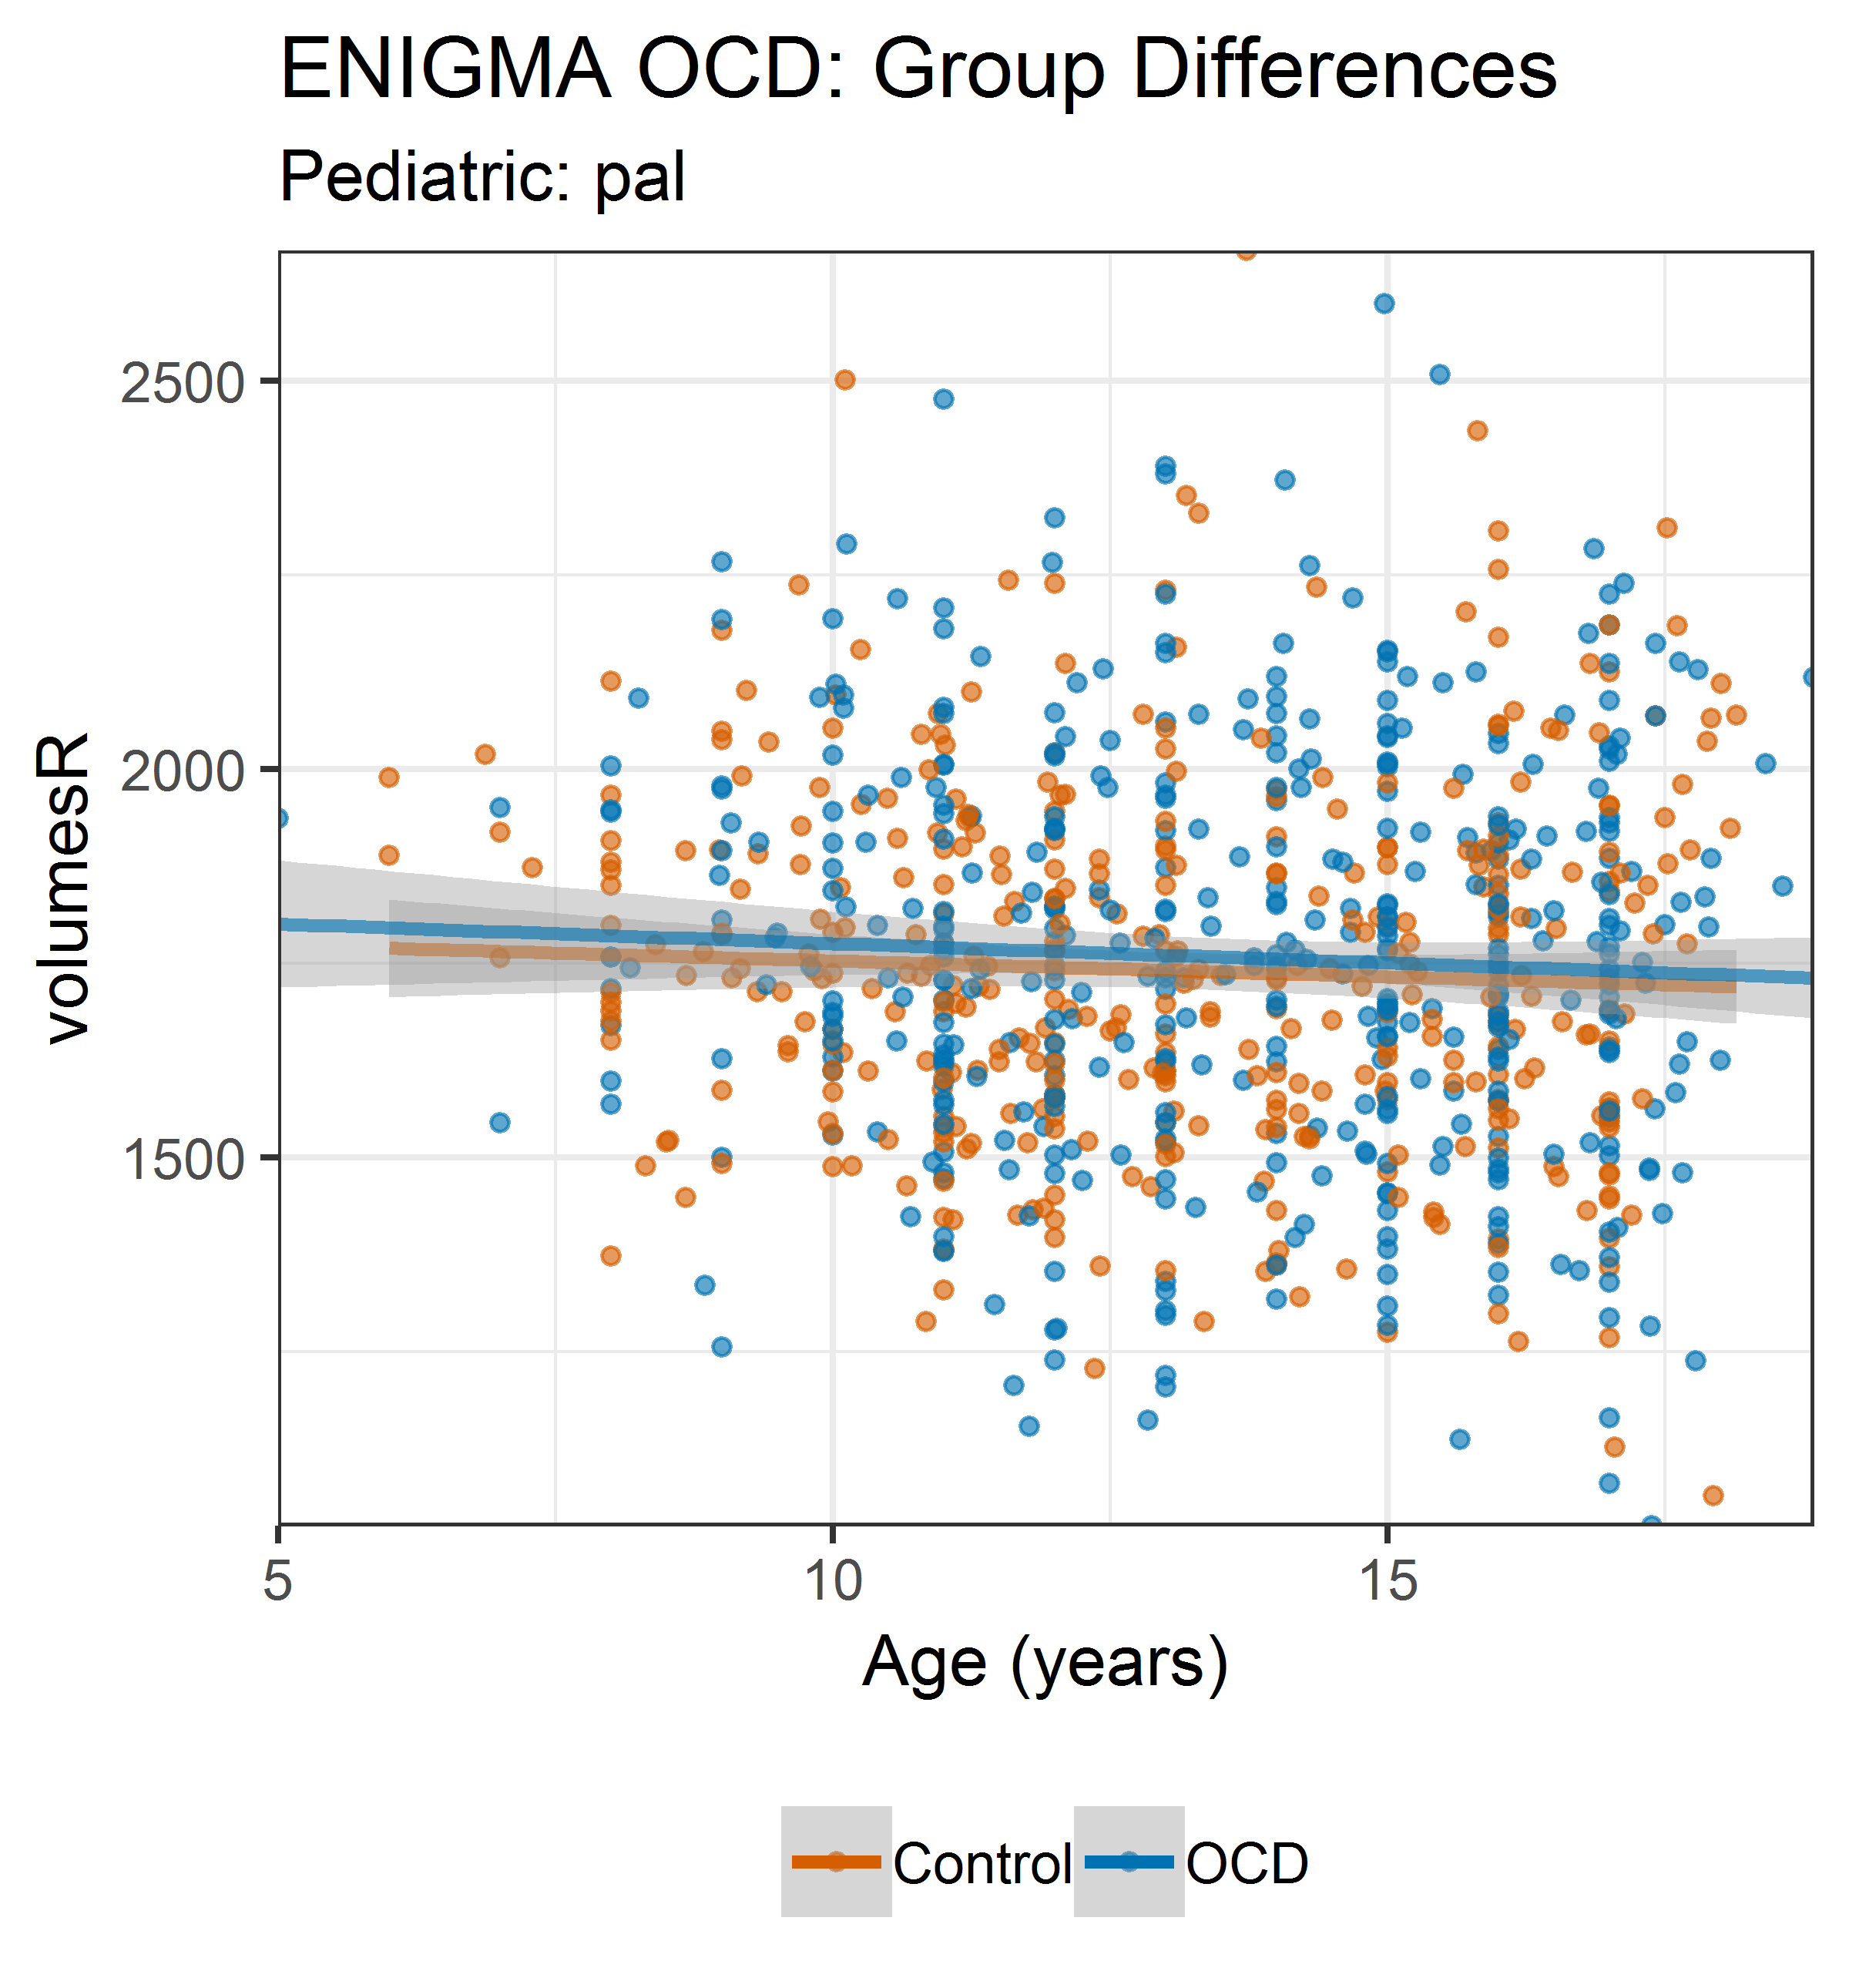 ENIGMA OCD: Group Differences
Pediatric: pal
volumesR
2500
2000
1500
5 10 15
Age (years)
Control OCD